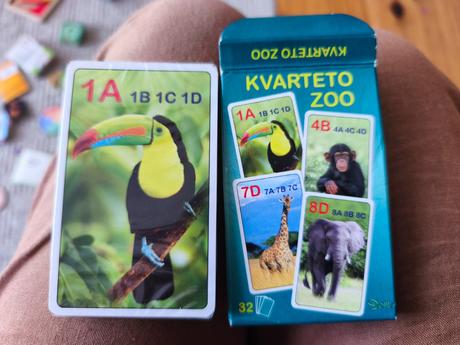 1A 1B 1C 1D
KVARTETO ZOO
KVARTETO
ZOO
1A 1B 1C 1D
4B 4A 4C 4D
7D 7A 7B 7C
8D 8A 8B 8C
32